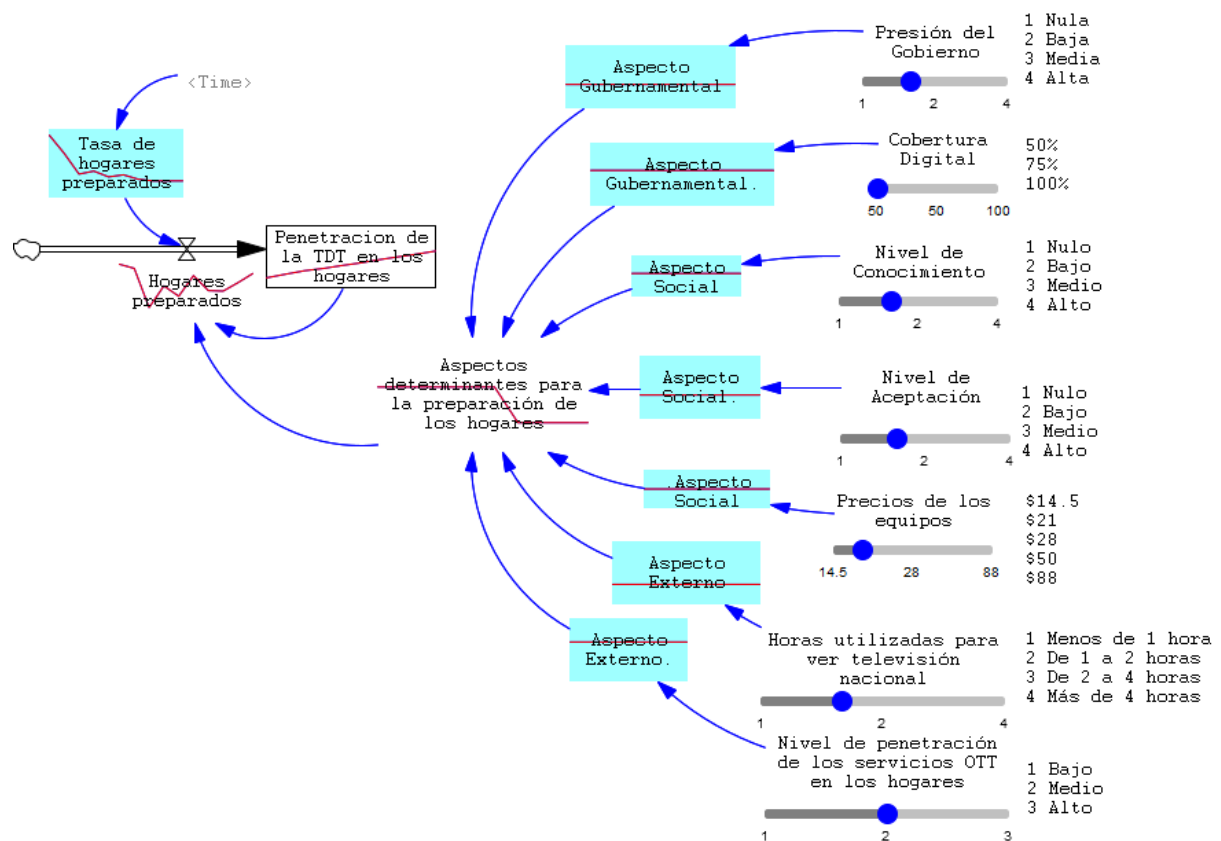 <Time>
Tasa de
hogares
preparados
Penetracion de
la TDT en los
hogares
Hogares
preparados
Aspectos
determinantes para
la preparación de
los hogares
Aspecto
Gubernamental
Presión del
Gobierno
1 2 4
1 Nula
2 Baja
3 Media
4 Alta
Aspecto
Gubernamental.
Cobertura
Digital
50 50 100
50%
75%
100%
Aspecto
Social
Nivel de
Conocimiento
1 2 4
1 Nulo
2 Bajo
3 Medio
4 Alto
Aspecto
Social.
Nivel de
Aceptación
1 2 4
1 Nulo
2 Bajo
3 Medio
4 Alto
.Aspecto
Social
Precios de los
equipos
14.5 28 88
$14.5
$21
$28
$50
$88
Aspecto
Externo
Horas utilizadas para
ver televisión
nacional
1 2 4
1 Menos de 1 hora
2 De 1 a 2 horas
3 De 2 a 4 horas
4 Más de 4 horas
Aspecto
Externo.
Nivel de penetración
de los servicios OTT
en los hogares
1 2 3
1 Bajo
2 Medio
3 Alto